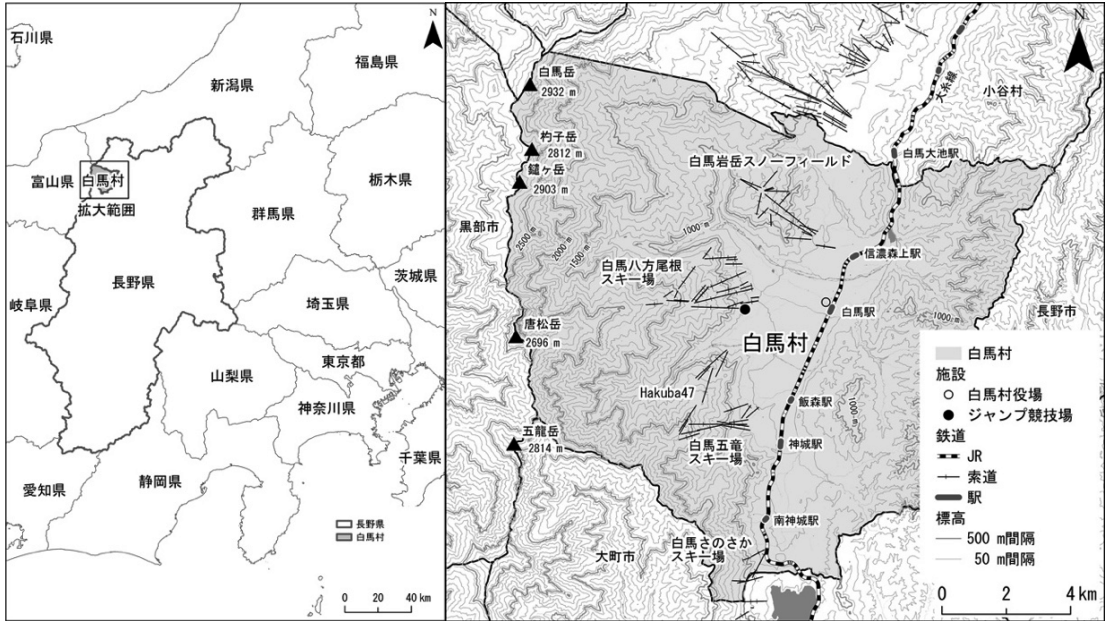 N
石川県
福島県
新潟県
富山県
白馬村
拡大範囲
栃木県
群馬県
長野県
茨城県
岐阜県
埼玉県
東京都
山梨県
神奈川県
千葉県
愛知県
静岡県
長野県
白馬村
0 20 40 km
N
白馬岳
2932 m
大糸線
小谷村
杓子岳
2812 m
白馬大池駅
白馬岩岳スノーフィールド
鑓ヶ岳
2903 m
黒部市
2500 m
2000 m
1500 m
1000 m
信濃森上駅
白馬八方尾根
スキー場
白馬駅
1000 m
長野市
唐松岳
2696 m
白馬村
Hakuba47
飯森駅
1000 m
五龍岳
2814 m
白馬五竜
スキー場
神城駅
南神城駅
大町市
白馬さのさか
スキー場
白馬村
施設
白馬村役場
ジャンプ競技場
鉄道
JR
索道
駅
標高
500 m間隔
50 m間隔
0 2 4 km